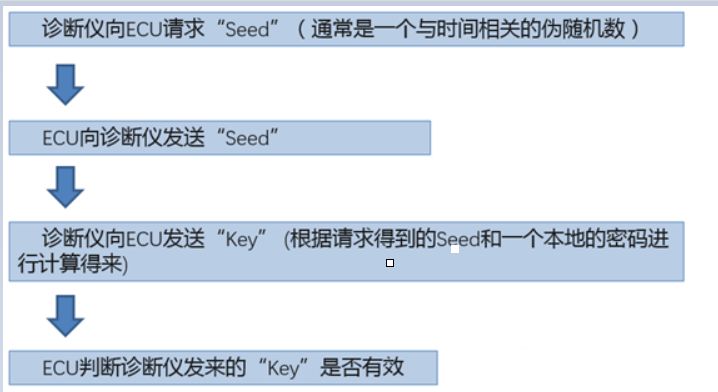 诊断仪向ECU请求“Seed”（通常是一个与时间相关的伪随机数）
ECU向诊断仪发送“Seed”
诊断仪向ECU发送“Key” (根据请求得到的Seed和一个本地的密码进
行计算得来)
ECU判断诊断仪发来的“Key”是否有效